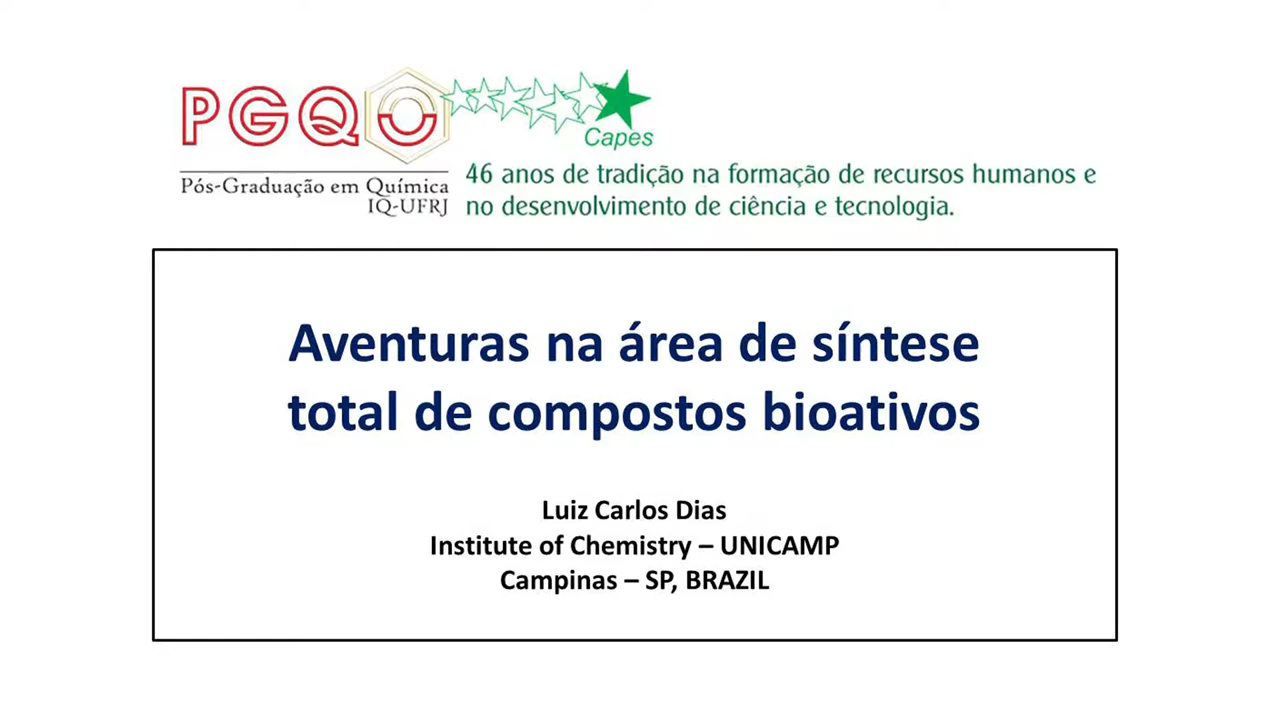 PGQ
Capes
Pós-Graduação em Química
IQ-UFRJ
46 anos de tradição na formação de recursos humanos e
no desenvolvimento de ciência e tecnologia.
Aventuras na área de síntese
total de compostos bioativos
Luiz Carlos Dias
Institute of Chemistry – UNICAMP
Campinas – SP, BRAZIL